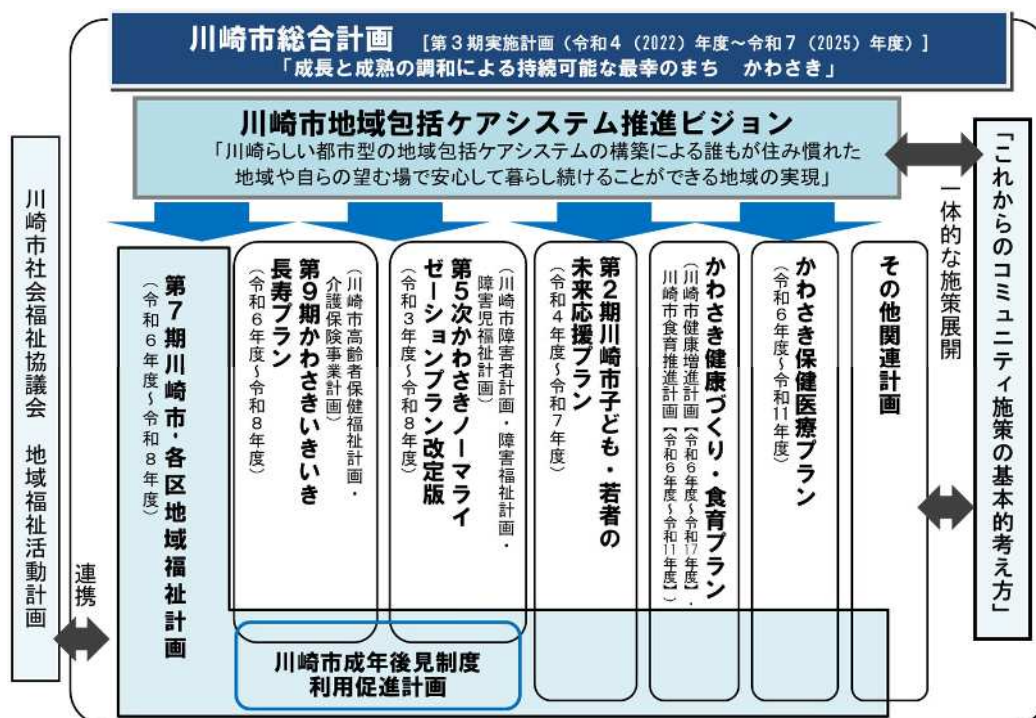 川崎市総合計画 [第3期実施計画(令和4(2022)年度~令和7(2025)年度)]
「成長と成熟の調和による持続可能な最幸のまち かわさき」
川崎市地域包括ケアシステム推進ビジョン
「川崎らしい都市型の地域包括ケアシステムの構築による誰もが住み慣れた
地域や自らの望む場で安心して暮らし続けることができる地域の実現」
川崎市社会福祉協議会 地域福祉活動計画
連携
第7期川崎市・各区地域福祉計画
(令和6年度~令和8年度)
(川崎市高齢者保健福祉計画・
介護保険事業計画)
第9期かわさきいきいき
長寿プラン
(令和6年度~令和8年度)
(川崎市障害者計画・障害福祉計画・
障害児福祉計画)
第5次かわさきノーマライ
ゼーションプラン改定版
(令和3年度~令和8年度)
第2期川崎市子ども・若者の
未来応援プラン
(令和4年度~令和7年度)
かわさき健康づくり・食育プラン
(川崎市健康増進計画【令和6年度~令和17年度】・
川崎市食育推進計画【令和6年度~令和11年度】)
かわさき保健医療プラン
(令和6年度~令和11年度)
その他関連計画
一体的な施策展開
「これからのコミュニティ施策の基本的考え方」
川崎市成年後見制度
利用促進計画